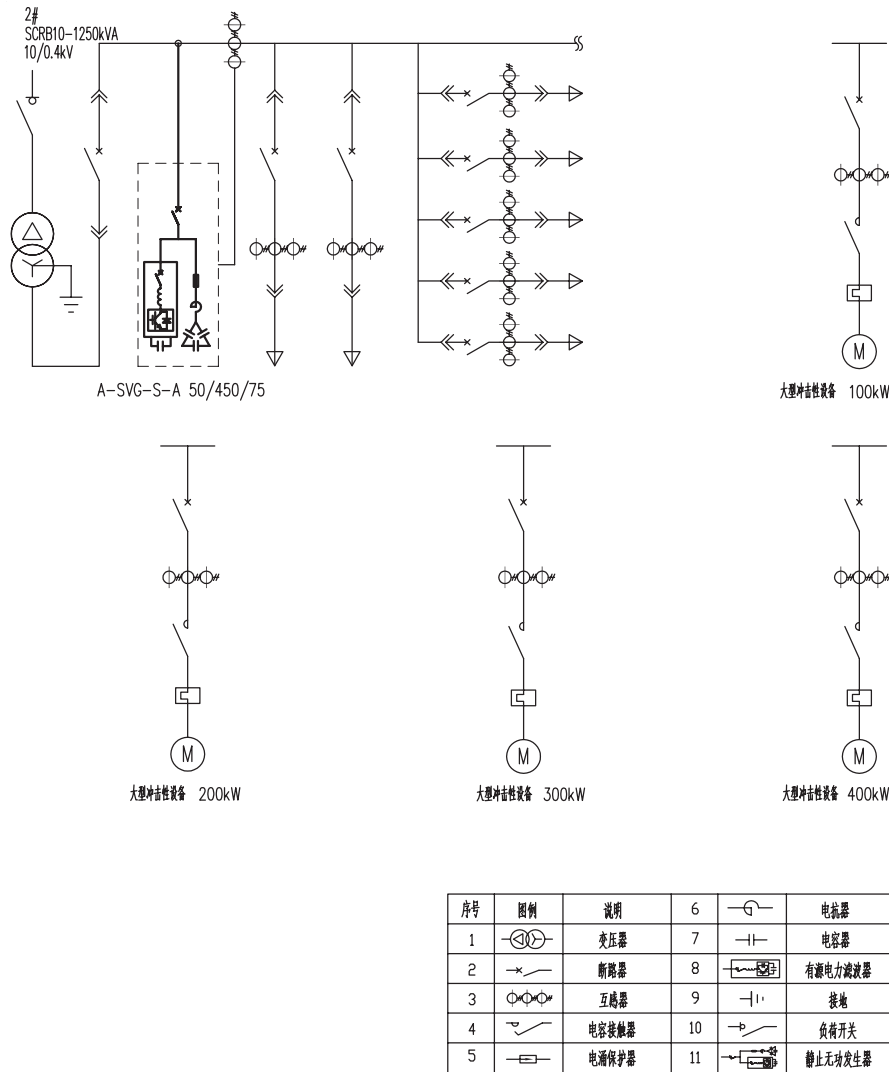 2#
SCRB10-1250kVA
10/0.4kV
A-SVG-S-A 50/450/75
M
大型冲击性设备 100kW
M
大型冲击性设备 200kW
M
大型冲击性设备 300kW
M
大型冲击性设备 400kW
序号 图例 说明 6 电抗器
1 变压器 7 电容器
2 断路器 8 有源电力滤波器
3 互感器 9 接地
4 电容接触器 10 负荷开关
5 电涌保护器 11 静止无功发生器